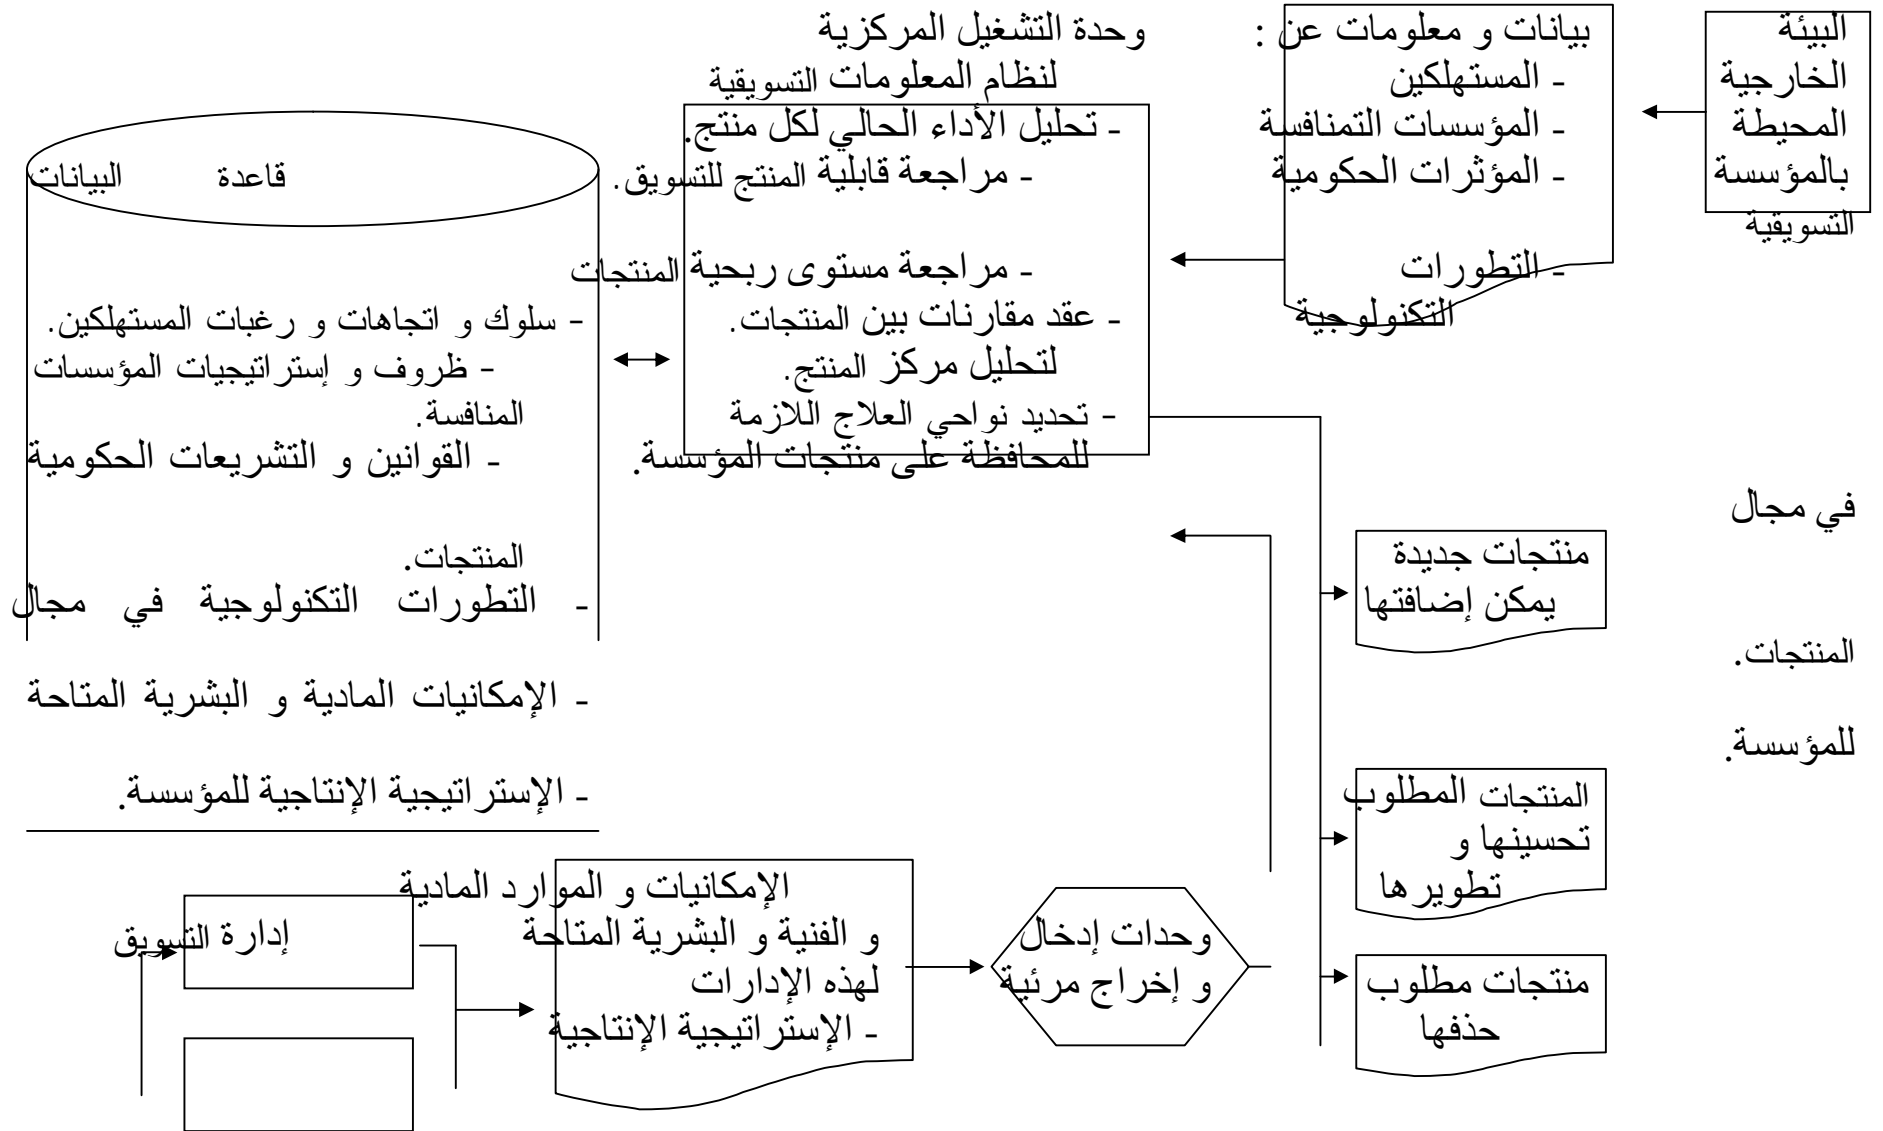 البيئة
الخارجية
المحيطة
بالمؤسسة
التسويقية
بيانات و معلومات عن :
- المستهلكين
- المؤسسات التمنافسة
- المؤثرات الحكومية
- التطورات
التكنولوجية
وحدة التشغيل المركزية
لنظام المعلومات التسويقية
- تحليل الأداء الحالي لكل منتج.
- مراجعة قابلية المنتج للتسويق.
- مراجعة مستوى ربحية المنتجات
- عقد مقارنات بين المنتجات.
لتحليل مركز المنتج.
- تحديد نواحي العلاج اللازمة
للمحافظة على منتجات المؤسسة.
قاعدة البيانات
- سلوك و اتجاهات و رغبات المستهلكين.
- ظروف و إستراتيجيات المؤسسات
المنافسة.
- القوانين و التشريعات الحكومية
في مجال
المنتجات.
- التطورات التكنولوجية في مجال
المنتجات.
- الإمكانيات المادية و البشرية المتاحة
للمؤسسة.
- الإستراتيجية الإنتاجية للمؤسسة.
منتجات جديدة
يمكن إضافتها
المنتجات المطلوب
تحسينها و
تطويرها
منتجات مطلوب
حذفها
وحدات إدخال
و إخراج مرئية
الإمكانيات و الموارد المادية
و الفنية و البشرية المتاحة
لهذه الإدارات
- الإستراتيجية الإنتاجية
إدارة التسويق